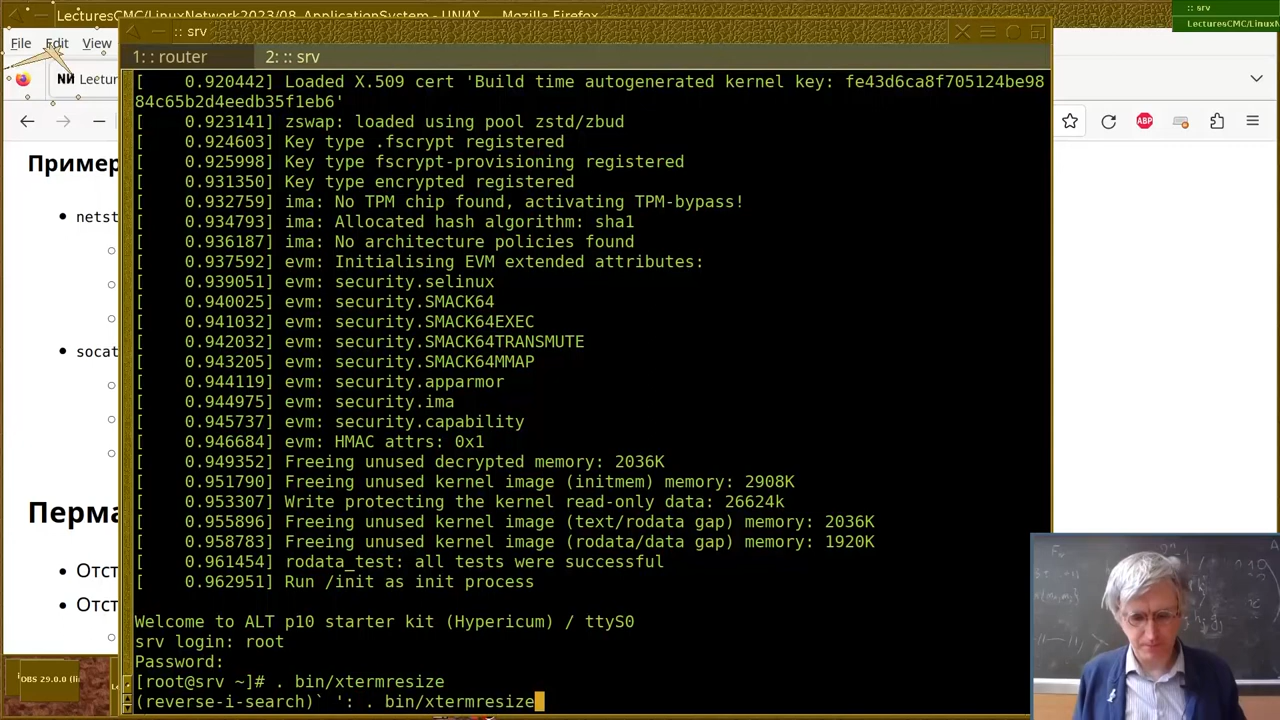 LecturesCMC/LinuxNetwork2023/08_ApplicationSystem - UNИX — Mozilla Firefox
:: srv
LecturesCMC/LinuxN
:: srv
File Edit View
1: : router
2: :: srv
NИ Lectur
ABP
[    0.920442] Loaded X.509 cert 'Build time autogenerated kernel key: fe43d6ca8f705124be98
84c65b2d4eedb35f1eb6'
[    0.923141] zswap: loaded using pool zstd/zbud
[    0.924603] Key type .fscrypt registered
[    0.925998] Key type fscrypt-provisioning registered
[    0.931350] Key type encrypted registered
[    0.932759] ima: No TPM chip found, activating TPM-bypass!
[    0.934793] ima: Allocated hash algorithm: sha1
[    0.936187] ima: No architecture policies found
[    0.937592] evm: Initialising EVM extended attributes:
[    0.939051] evm: security.selinux
[    0.940025] evm: security.SMACK64
[    0.941032] evm: security.SMACK64EXEC
[    0.942032] evm: security.SMACK64TRANSMUTE
[    0.943205] evm: security.SMACK64MMAP
[    0.944119] evm: security.apparmor
[    0.944975] evm: security.ima
[    0.945737] evm: security.capability
[    0.946684] evm: HMAC attrs: 0x1
[    0.949352] Freeing unused decrypted memory: 2036K
[    0.951790] Freeing unused kernel image (initmem) memory: 2908K
[    0.953307] Write protecting the kernel read-only data: 26624k
[    0.955896] Freeing unused kernel image (text/rodata gap) memory: 2036K
[    0.958783] Freeing unused kernel image (rodata/data gap) memory: 1920K
[    0.961454] rodata_test: all tests were successful
[    0.962951] Run /init as init process
Welcome to ALT p10 starter kit (Hypericum) / ttyS0
srv login: root
Password:
[root@srv ~]# . bin/xtermresize
(reverse-i-search)` ': . bin/xtermresize
Пример
netst
socat
Перма
Отст
Отст
OBS 29.0.0 (li